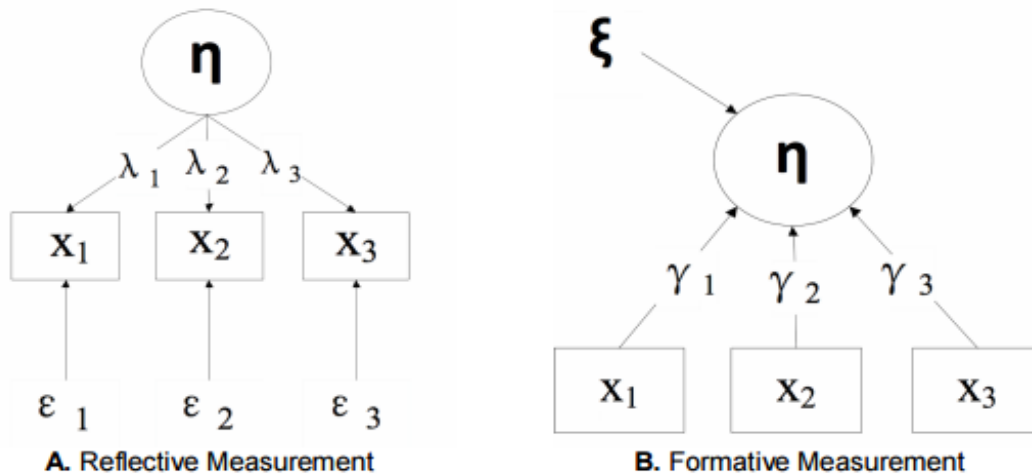 η
λ 1 λ 2 λ 3
x1 x2 x3
ε 1 ε 2 ε 3
A. Reflective Measurement
ξ
η
γ 1 γ 2 γ 3
x1 x2 x3
B. Formative Measurement